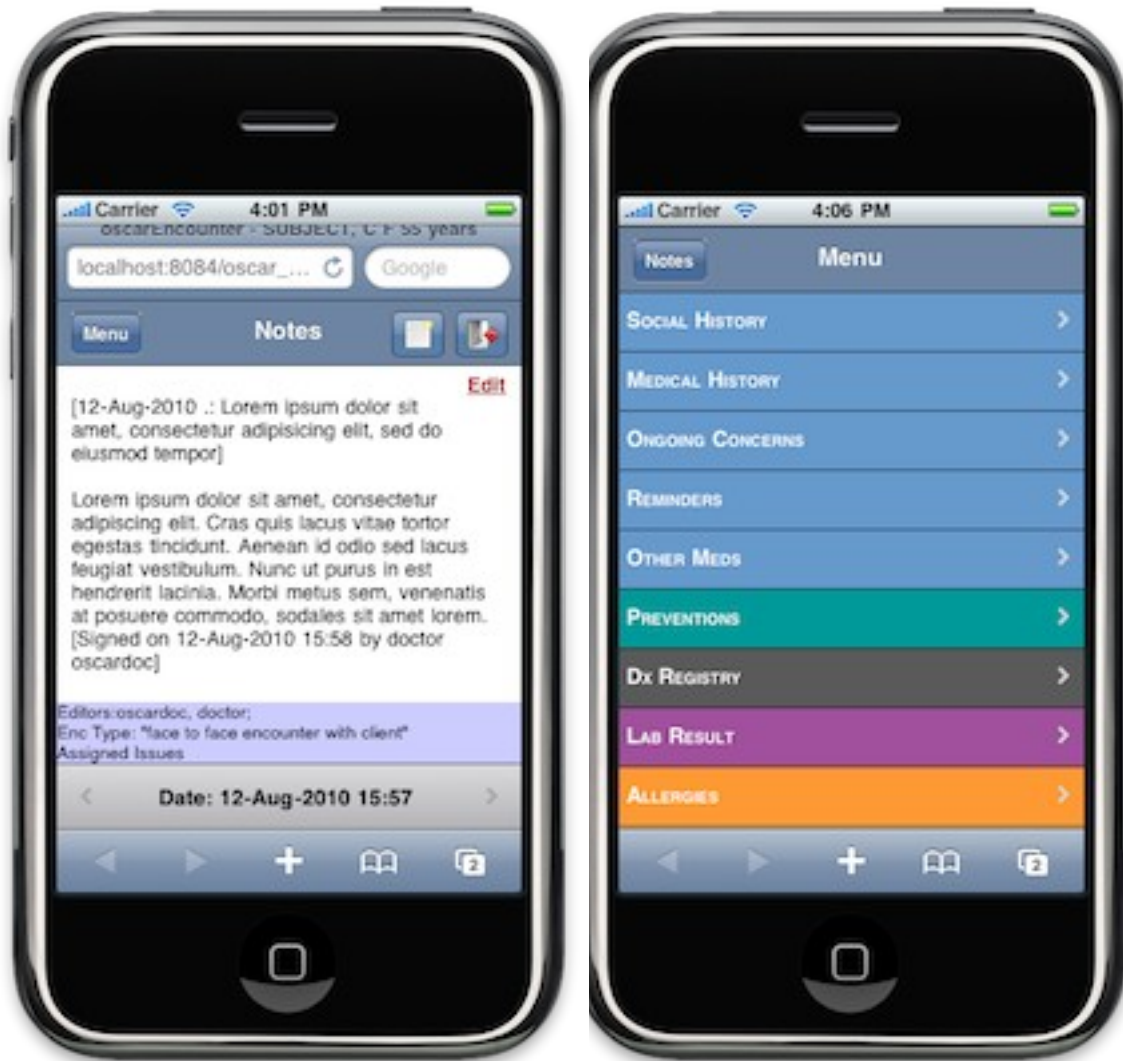 Carrier 4:01 PM
oscarEncounter - SUBJECT, C F 55 years
localhost:8084/oscar_... Google
Menu Notes
Edit
[12-Aug-2010 .: Lorem ipsum dolor sit
amet, consectetur adipisicing elit, sed do
eiusmod tempor]
Lorem ipsum dolor sit amet, consectetur
adipiscing elit. Cras quis lacus vitae tortor
egestas tincidunt. Aenean id odio sed lacus
feugiat vestibulum. Nunc ut purus in est
hendrerit lacinia. Morbi metus sem, venenatis
at posuere commodo, sodales sit amet lorem.
[Signed on 12-Aug-2010 15:58 by doctor
oscardoc]
Editors:oscardoc, doctor;
Enc Type: "face to face encounter with client"
Assigned Issues
Date: 12-Aug-2010 15:57
2
Carrier 4:06 PM
Notes Menu
Social History
Medical History
Ongoing Concerns
Reminders
Other Meds
Preventions
Dx Registry
Lab Result
Allergies
2